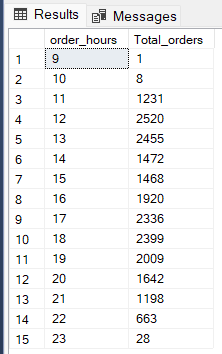 Results Messages
order_hours Total_orders
1 9 1
2 10 8
3 11 1231
4 12 2520
5 13 2455
6 14 1472
7 15 1468
8 16 1920
9 17 2336
10 18 2399
11 19 2009
12 20 1642
13 21 1198
14 22 663
15 23 28